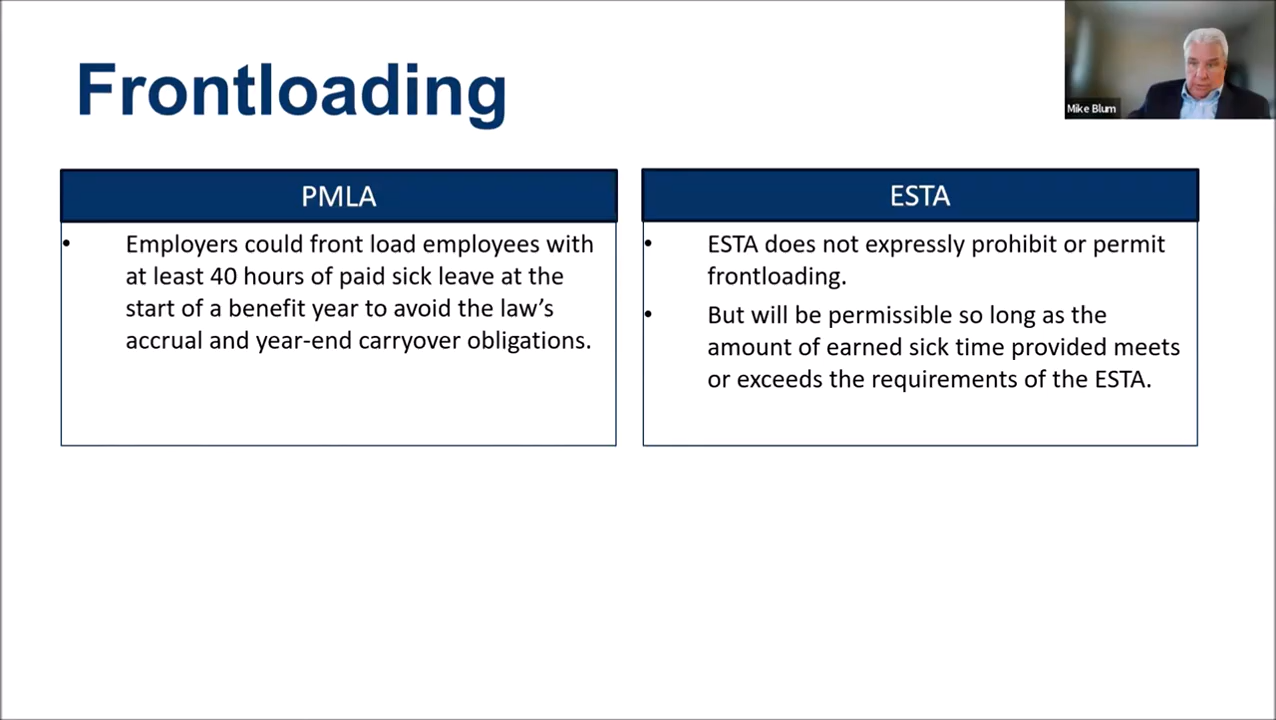 Frontloading
Mike Blum
PMLA
• Employers could front load employees with
at least 40 hours of paid sick leave at the
start of a benefit year to avoid the law’s
accrual and year-end carryover obligations.
ESTA
• ESTA does not expressly prohibit or permit
frontloading.
• But will be permissible so long as the
amount of earned sick time provided meets
or exceeds the requirements of the ESTA.